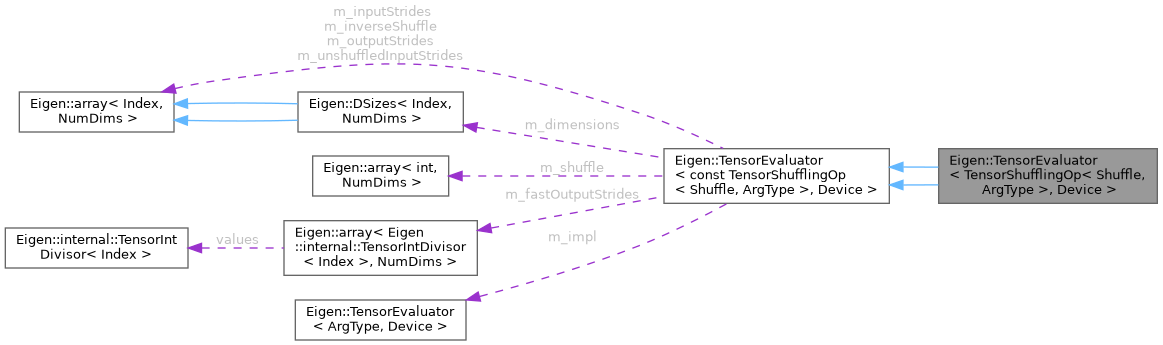 m_inputStrides
m_inverseShuffle
m_outputStrides
m_unshuffledInputStrides
Eigen::array< Index,
NumDims >
Eigen::DSizes< Index,
NumDims >
m_dimensions
Eigen::array< int,
NumDims >
m_shuffle
Eigen::TensorEvaluator
< const TensorShufflingOp
< Shuffle, ArgType >, Device >
Eigen::TensorEvaluator
< TensorShufflingOp< Shuffle,
ArgType >, Device >
m_fastOutputStrides
Eigen::internal::TensorInt
Divisor< Index >
values
Eigen::array< Eigen
::internal::TensorIntDivisor
< Index >, NumDims >
m_impl
Eigen::TensorEvaluator
< ArgType, Device >